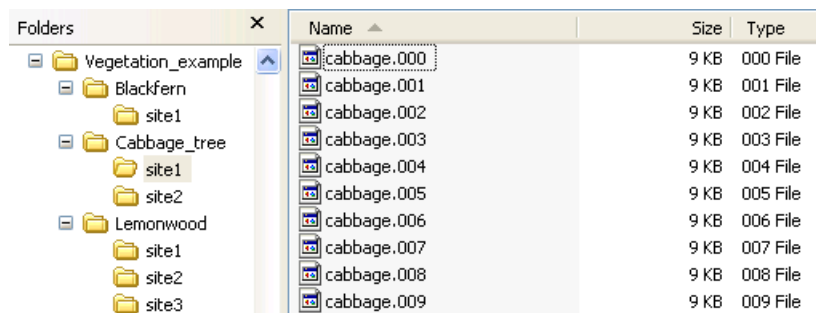 Folders ×
Vegetation_example
Blackfern
site1
Cabbage_tree
site1
site2
Lemonwood
site1
site2
site3
Name Size Type
cabbage.000 9 KB 000 File
cabbage.001 9 KB 001 File
cabbage.002 9 KB 002 File
cabbage.003 9 KB 003 File
cabbage.004 9 KB 004 File
cabbage.005 9 KB 005 File
cabbage.006 9 KB 006 File
cabbage.007 9 KB 007 File
cabbage.008 9 KB 008 File
cabbage.009 9 KB 009 File